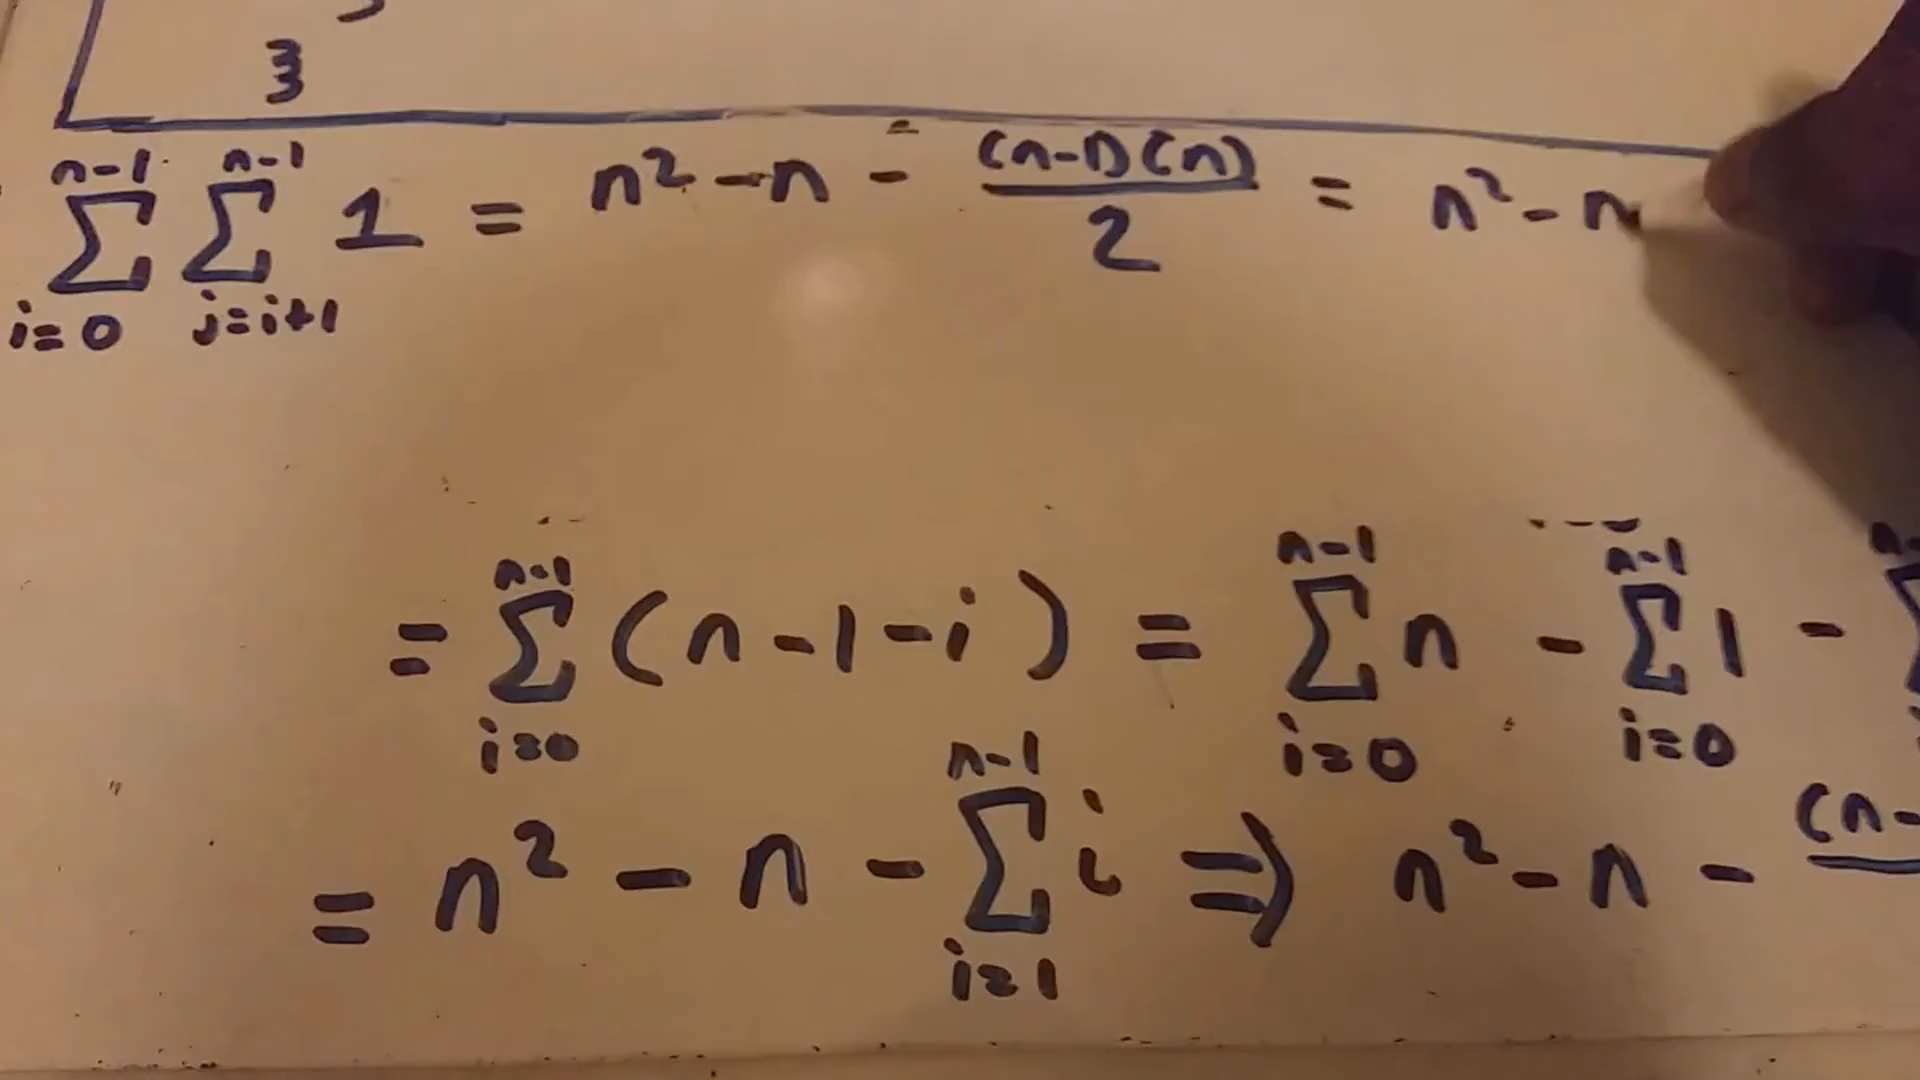 3
n-1 n-1
∑ ∑ 1 = n² - n - (n-1)(n)/2 = n² - n
i=0 j=i+1
n-1 n-1 n-1 n-
= ∑ (n-1-i) = ∑ n - ∑ 1 - ∑
i=0 i=0 i=0
n-1
= n² - n - ∑ i ⇒ n² - n - (n-
i=1